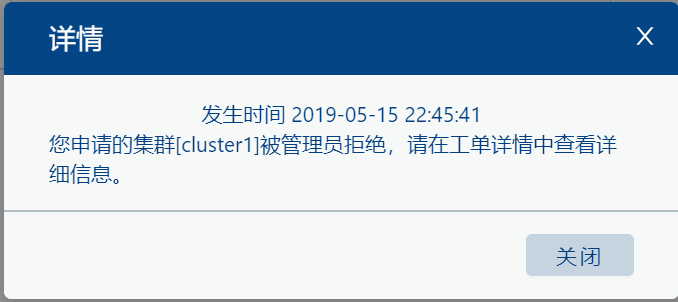 详情
X
发生时间 2019-05-15 22:45:41
您申请的集群[cluster1]被管理员拒绝，请在工单详情中查看详
细信息。
关闭